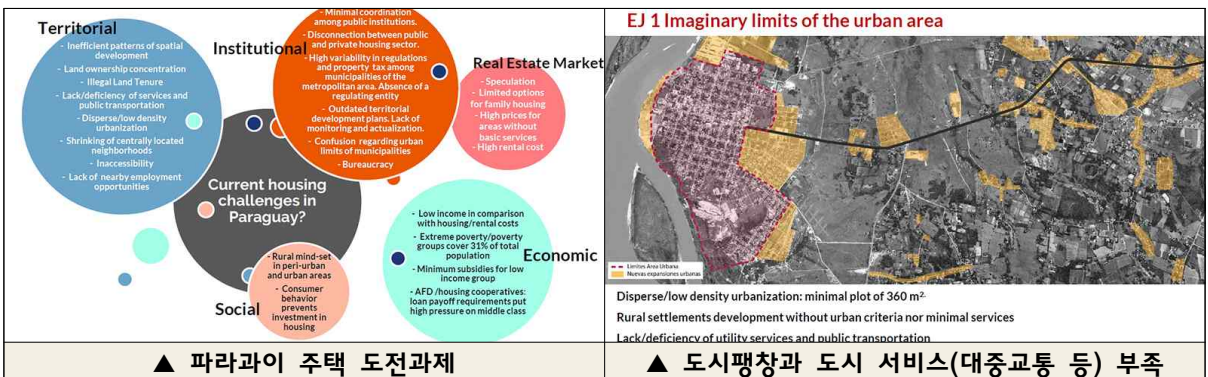 Territorial
- Inefficient patterns of spatial
development
- Land ownership concentration
- Illegal Land Tenure
- Lack/deficiency of services and
public transportation
- Disperse/low density
urbanization
- Shrinking of centrally located
neighborhoods
- Inaccessibility
- Lack of nearby employment
opportunities
Institutional
- Minimal coordination
among public institutions.
- Disconnection between public
and private housing sector.
- High variability in regulations
and property tax among
municipalities of the
metropolitan area. Absence of a
regulating entity
- Outdated territorial
development plans. Lack of
monitoring and actualization.
- Confusion regarding urban
limits of municipalities
- Bureaucracy
Real Estate Market
- Speculation
- Limited options
for family housing
- High prices for
areas without
basic services
- High rental cost
Current housing
challenges in
Paraguay?
- Low income in comparison
with housing/rental costs
- Extreme poverty/poverty
groups cover 31% of total
population
- Minimum subsidies for low
income group
- AFD /housing cooperatives:
loan payoff requirements put
high pressure on middle class
Economic
- Rural mind-set
in peri-urban
and urban areas
- Consumer
behavior
prevents
investment in
housing
Social
▲ 파라과이 주택 도전과제
EJ 1 Imaginary limits of the urban area
Limites Area Urbana
Nuevas expansiones urbanas
Disperse/low density urbanization: minimal plot of 360 m².
Rural settlements development without urban criteria nor minimal services
Lack/deficiency of utility services and public transportation
▲ 도시팽창과 도시 서비스(대중교통 등) 부족